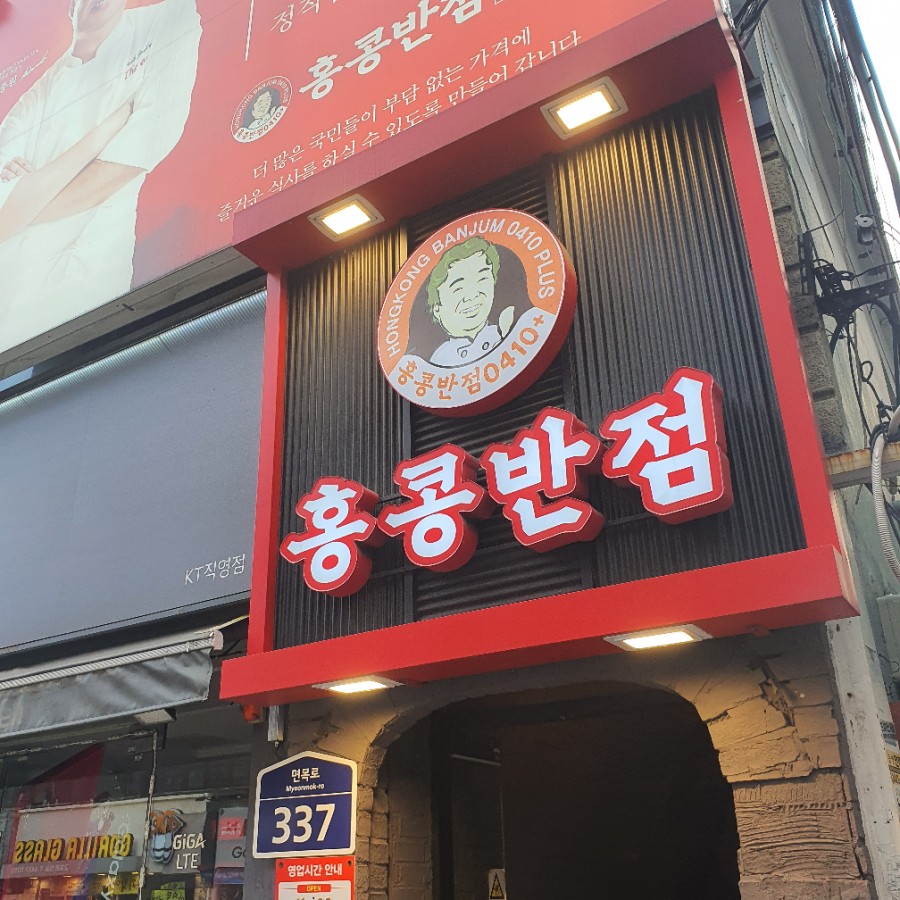 홍콩반점
더 많은 국민들이 부담 없는 가격에
즐거운 식사를 하실 수 있도록 만들어 갑니다
HONGKONG BANJUM 0410 PLUS
홍콩반점0410+
홍콩반점
KT직영점
면목로
Myeonmok-ro
337
영업시간 안내
OPEN
GORILLA GLASS
GiGA
LTE